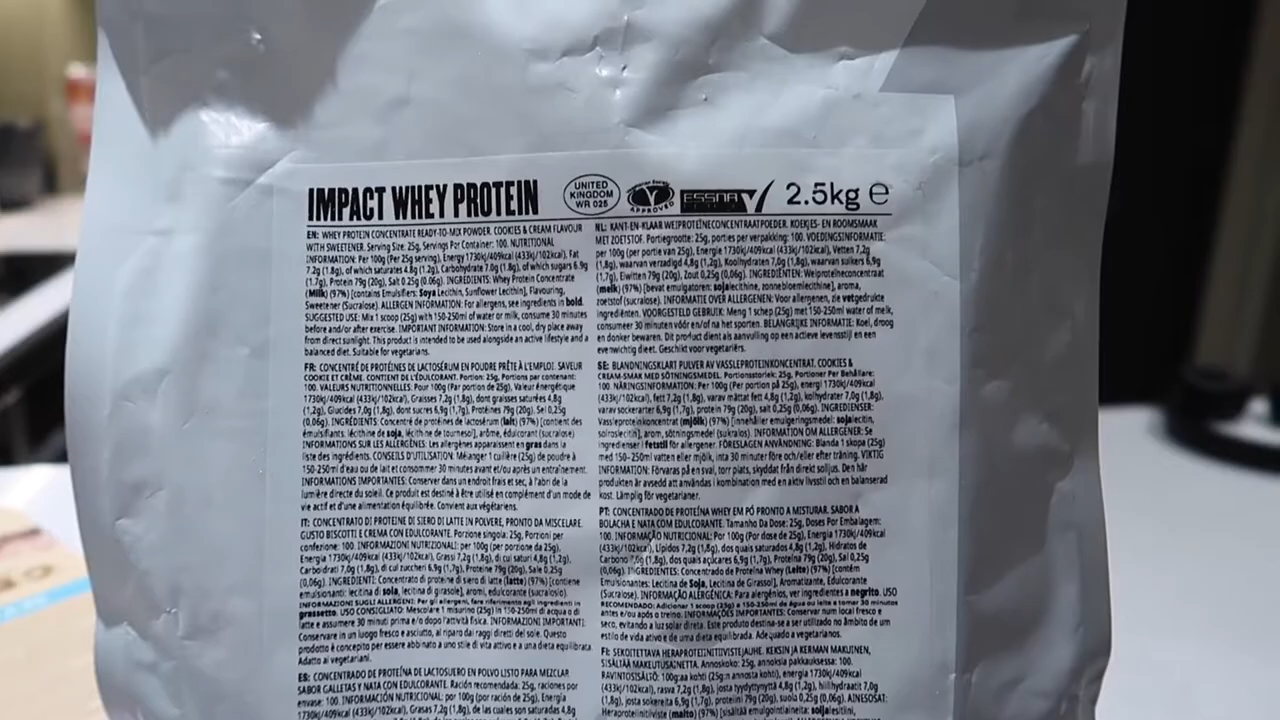 IMPACT WHEY PROTEIN
UNITED
KINGDOM
WR 025
APPROVED
ESSNA
2.5kg e
EN: WHEY PROTEIN CONCENTRATE READY-TO-MIX POWDER. COOKIES & CREAM FLAVOUR
WITH SWEETENER. Serving Size: 25g, Servings Per Container: 100. NUTRITIONAL
INFORMATION: Per 100g (Per 25g serving), Energy 1730kJ/409kcal (433kJ/102kcal), Fat
7.2g (1.8g), of which saturates 4.8g (1.2g), Carbohydrate 7.0g (1.8g), of which sugars 6.9g
(1.7g), Protein 79g (20g), Salt 0.25g (0.06g). INGREDIENTS: Whey Protein Concentrate
(Milk) (97%) [contains Emulsifiers: Soya Lecithin, Sunflower Lecithin], Flavouring,
Sweetener (Sucralose). ALLERGEN INFORMATION: For allergens, see ingredients in bold.
SUGGESTED USE: Mix 1 scoop (25g) with 150-250ml of water or milk, consume 30 minutes
before and/or after exercise. IMPORTANT INFORMATION: Store in a cool, dry place away
from direct sunlight. This product is intended to be used alongside an active lifestyle and a
balanced diet. Suitable for vegetarians.
FR: CONCENTRÉ DE PROTÉINES DE LACTOSÉRUM EN POUDRE PRÊTE À L'EMPLOI. SAVEUR
COOKIE ET CRÈME. CONTIENT DE L'ÉDULCORANT. Portion: 25g, Portions par contenant:
100. VALEURS NUTRITIONNELLES. Pour 100g (Par portion de 25g), Valeur énergétique
1730kJ/409kcal (433kJ/102kcal), Graisses 7,2g (1,8g), dont graisses saturées 4,8g
(1,2g), Glucides 7,0g (1,8g), dont sucres 6,9g (1,7g), Protéines 79g (20g), Sel 0,25g
(0,06g). INGRÉDIENTS: Concentré de protéines de lactosérum (lait) (97%) [contient des
émulsifiants: lécithine de soja, lécithine de tournesol], arôme, édulcorant (sucralose)
INFORMATIONS SUR LES ALLERGÈNES: Les allergènes apparaissent en gras dans la
liste des ingrédients. CONSEILS D'UTILISATION: Mélanger 1 cuillère (25g) de poudre à
150-250ml d'eau ou de lait et consommer 30 minutes avant et/ou après un entraînement.
INFORMATIONS IMPORTANTES: Conserver dans un endroit frais et sec, à l'abri de la
lumière directe du soleil. Ce produit est destiné à être utilisé en complément d'un mode de
vie actif et d'une alimentation équilibrée. Convient aux végétariens.
IT: CONCENTRATO DI PROTEINE DI SIERO DI LATTE IN POLVERE, PRONTO DA MISCELARE.
GUSTO BISCOTTI E CREMA CON EDULCORANTE. Porzione singola: 25g, Porzioni per
confezione: 100. INFORMAZIONI NUTRIZIONALI: per 100g (per porzione da 25g),
Energia 1730kJ/409kcal (433kJ/102kcal), Grassi 7,2g (1,8g), di cui saturi 4,8g (1,2g),
Carboidrati 7,0g (1,8g), di cui zuccheri 6,9g (1,7g), Proteine 79g (20g), Sale 0,25g
(0,06g). INGREDIENTI: Concentrato di proteine di siero di latte (latte) (97%) [contiene
emulsionanti: lecitina di soia, lecitina di girasole], aromi, edulcorante (sucralosio)
INFORMAZIONI SUGLI ALLERGENI: Per gli allergeni, fare riferimento agli ingredienti in
grassetto. USO CONSIGLIATO: Mescolare 1 misurino (25g) in 150-250ml di acqua o di
latte e assumere 30 minuti prima e/o dopo l'attività fisica. INFORMAZIONI IMPORTANTI:
Conservare in un luogo fresco e asciutto, al riparo dai raggi diretti del sole. Questo
prodotto è concepito per essere abbinato a uno stile di vita attivo e a una dieta equilibrata.
Adatto ai vegetariani.
ES: CONCENTRADO DE PROTEÍNA DE LACTOSUERO EN POLVO LISTO PARA MEZCLAR
SABOR GALLETAS Y NATA CON EDULCORANTE. Ración recomendada: 25g, raciones por
envase: 100. INFORMACIÓN NUTRICIONAL: por 100g (por ración de 25g), Energía
1730kJ/409kcal (433kJ/102kcal), Grasas 7,2g (1,8g), de las cuales son saturadas 4,8g
NL: KANT-EN-KLAAR WEIPROTEÏNECONCENTRAATPOEDER. KOEKJES- EN ROOMSMAAK
MET ZOETSTOF. Portiegrootte: 25g, porties per verpakking: 100. VOEDINGSINFORMATIE:
per 100g (per portie van 25g), Energie 1730kJ/409kcal (433kJ/102kcal), Vetten 7,2g
(1,8g), waarvan verzadigd 4,8g (1,2g), Koolhydraten 7,0g (1,8g), waarvan suikers 6,9g
(1,7g), Eiwitten 79g (20g), Zout 0,25g (0,06g). INGREDIËNTEN: Weiproteïneconcentraat
(melk) (97%) [bevat emulgatoren: sojalecithine, zonnebloemlecithine], aroma,
zoetstof (sucralose). INFORMATIE OVER ALLERGENEN: Voor allergenen, zie vetgedrukte
ingrediënten. VOORGESTELD GEBRUIK: Meng 1 schep (25g) met 150-250ml water of melk,
consumeer 30 minuten vóór en/of na het sporten. BELANGRIJKE INFORMATIE: Koel, droog
en donker bewaren. Dit product dient als aanvulling op een actieve levensstijl en een
evenwichtig dieet. Geschikt voor vegetariërs.
SE: BLANDNINGSKLART PULVER AV VASSLEPROTEINKONCENTRAT. COOKIES &
CREAM-SMAK MED SÖTNINGSMEDEL. Portionsstorlek: 25g, Portioner Per Behållare:
100. NÄRINGSINFORMATION: Per 100g (Per portion på 25g), energi 1730kJ/409kcal
(433kJ/102kcal), fett 7,2g (1,8g), varav mättat fett 4,8g (1,2g), kolhydrater 7,0g (1,8g),
varav sockerarter 6,9g (1,7g), protein 79g (20g), salt 0,25g (0,06g). INGREDIENSER:
Vassleproteinkoncentrat (mjölk) (97%) [innehåller emulgeringsmedel: sojalecitin,
solroslecitin], arom, sötningsmedel (sukralos). INFORMATION OM ALLERGENER: Se
ingredienser i fetstil för allergener. FÖRESLAGEN ANVÄNDNING: Blanda 1 skopa (25g)
med 150-250ml vatten eller mjölk, inta 30 minuter före och/eller efter träning. VIKTIG
INFORMATION: Förvaras på en sval, torr plats, skyddat från direkt solljus. Den här
produkten är avsedd att användas i kombination med en aktiv livsstil och en balanserad
kost. Lämplig för vegetarianer.
PT: CONCENTRADO DE PROTEÍNA WHEY EM PÓ PRONTO A MISTURAR. SABOR A
BOLACHA E NATA COM EDULCORANTE. Tamanho Da Dose: 25g, Doses Por Embalagem:
100. INFORMAÇÃO NUTRICIONAL: Por 100g (Por dose de 25g), Energia 1730kJ/409kcal
(433kJ/102kcal), Lípidos 7,2g (1,8g), dos quais saturados 4,8g (1,2g), Hidratos de
Carbono 7,0g (1,8g), dos quais açúcares 6,9g (1,7g), Proteína 79g (20g), Sal 0,25g
(0,06g). INGREDIENTES: Concentrado de Proteína Whey (Leite) (97%) [contém
Emulsionantes: Lecitina de Soja, Lecitina de Girassol], Aromatizante, Edulcorante
(Sucralose). INFORMAÇÃO ALERGÉNICA: Para alergénios, ver ingredientes a negrito. USO
RECOMENDADO: Adicionar 1 scoop (25g) a 150-250ml de água ou leite e tomar 30 minutos
antes e/ou após o treino. INFORMAÇÕES IMPORTANTES: Conservar num local fresco e
seco, evitando a luz solar direta. Este produto destina-se a ser utilizado no âmbito de um
estilo de vida ativo e de uma dieta equilibrada. Adequado a vegetarianos.
FI: SEKOITETTAVA HERAPROTEIINITIIVISTEJAUHE. KEKSIN JA KERMAN MAKUINEN,
SISÄLTÄÄ MAKEUTUSAINETTA. Annoskoko: 25g, annoksia pakkauksessa: 100.
RAVINTOSISÄLTÖ: 100g:aa kohti (25g:n annosta kohti), energia 1730kJ/409kcal
(433kJ/102kcal), rasva 7,2g (1,8g), josta tyydyttynyttä 4,8g (1,2g), hiilihydraatit 7,0g
(1,8g), josta sokereita 6,9g (1,7g), proteiini 79g (20g), suola 0,25g (0,06g). AINESOSAT:
Heraproteiinitiiviste (maito) (97%) [sisältää emulgointiaineita: soijalesitiini,